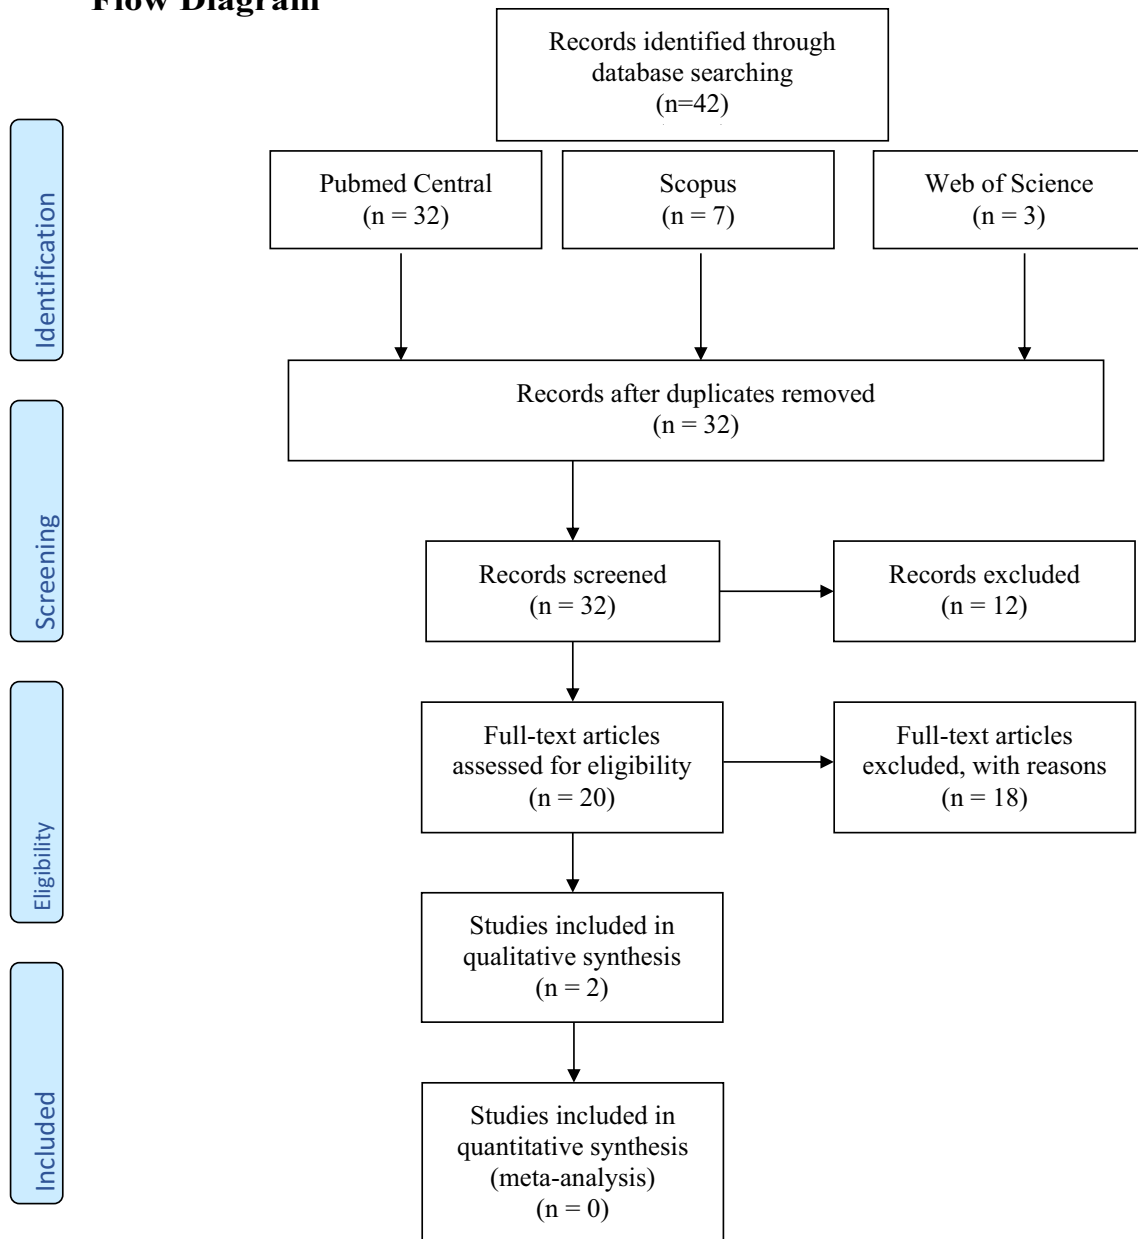 Flow Diagram
Records identified through
database searching
(n=42)
Pubmed Central
(n = 32)
Scopus
(n = 7)
Web of Science
(n = 3)
Identification
Records after duplicates removed
(n = 32)
Screening
Records screened
(n = 32)
Records excluded
(n = 12)
Eligibility
Full-text articles
assessed for eligibility
(n = 20)
Full-text articles
excluded, with reasons
(n = 18)
Studies included in
qualitative synthesis
(n = 2)
Included
Studies included in
quantitative synthesis
(meta-analysis)
(n = 0)